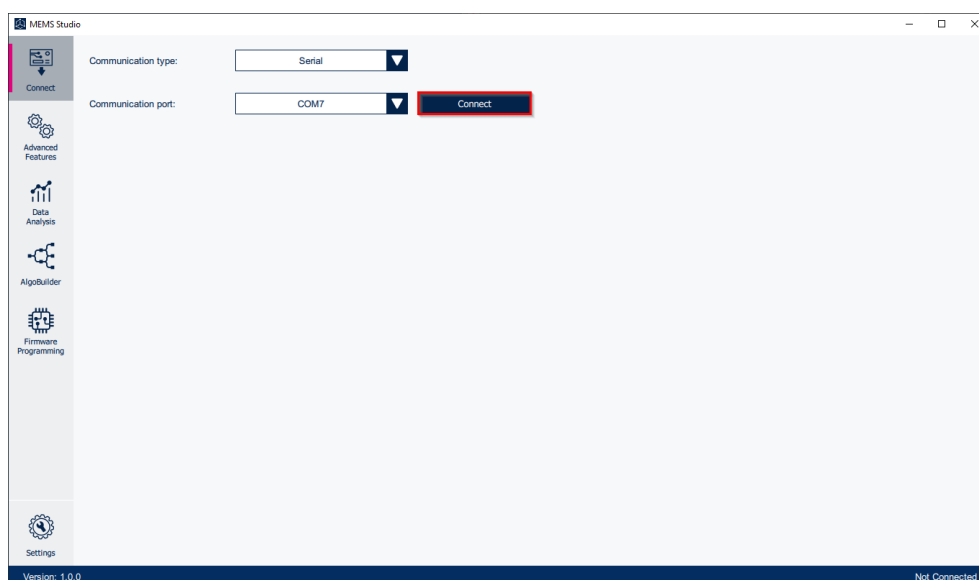 MEMS Studio
Connect
Communication type:
Serial
Communication port:
COM7
Connect
Advanced
Features
Data
Analysis
AlgoBuilder
Firmware
Programming
Settings
Version: 1.0.0
Not Connected